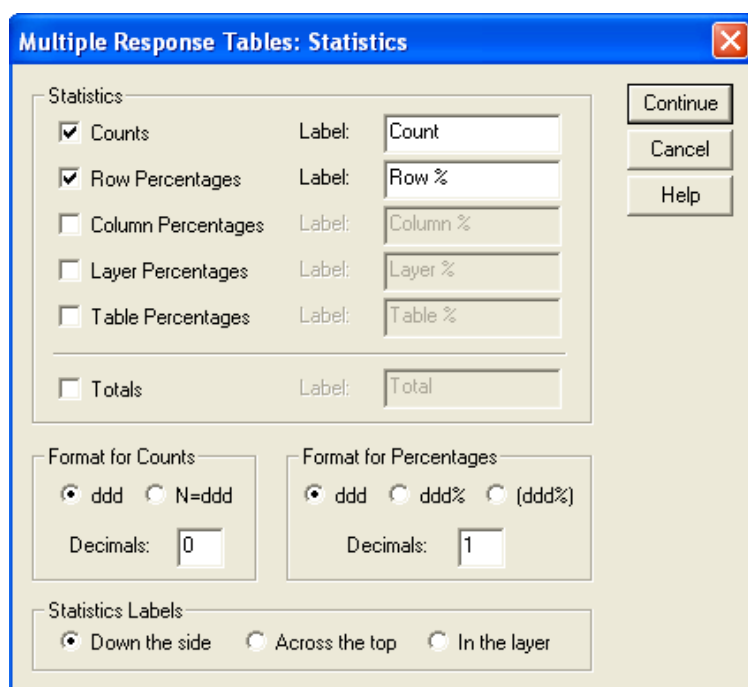 Multiple Response Tables: Statistics
Statistics
Counts Label: Count
Row Percentages Label: Row %
Column Percentages Label: Column %
Layer Percentages Label: Layer %
Table Percentages Label: Table %
Totals Label: Total
Continue
Cancel
Help
Format for Counts
ddd N=ddd
Decimals: 0
Format for Percentages
ddd ddd% (ddd%)
Decimals: 1
Statistics Labels
Down the side Across the top In the layer